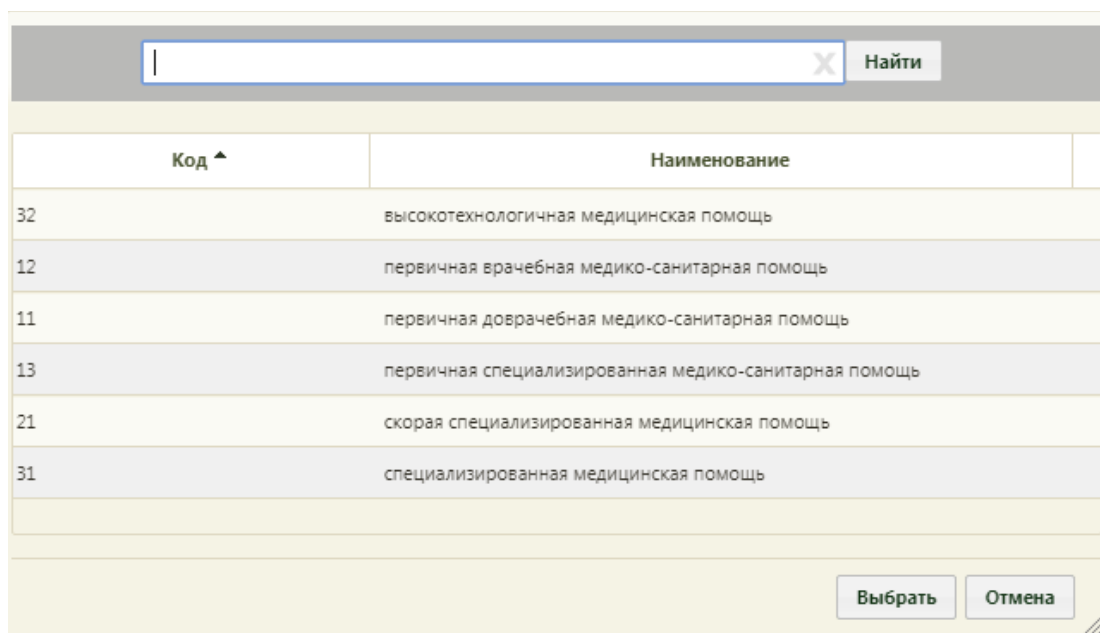 Найти
Код Наименование
32 высокотехнологичная медицинская помощь
12 первичная врачебная медико-санитарная помощь
11 первичная доврачебная медико-санитарная помощь
13 первичная специализированная медико-санитарная помощь
21 скорая специализированная медицинская помощь
31 специализированная медицинская помощь
Выбрать Отмена